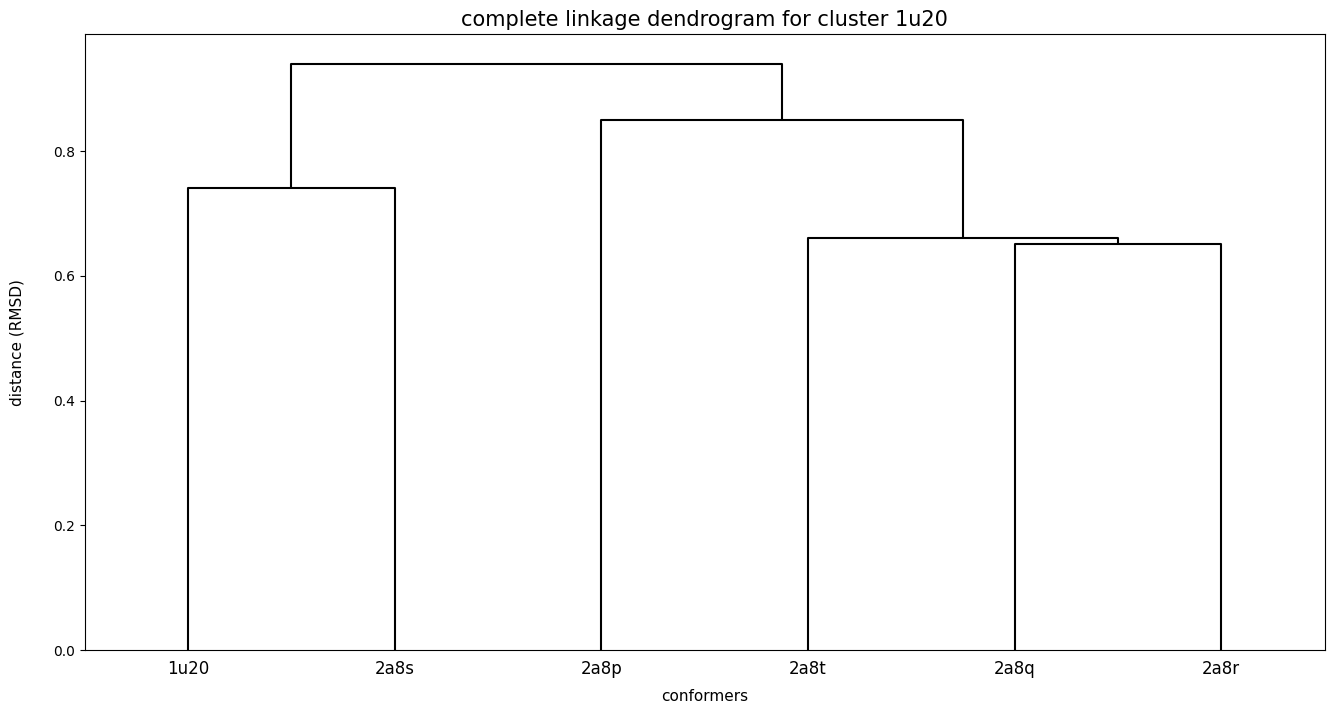 complete linkage dendrogram for cluster 1u20
distance (RMSD)
0.8
0.6
0.4
0.2
0.0
1u20 2a8s 2a8p 2a8t 2a8q 2a8r
conformers